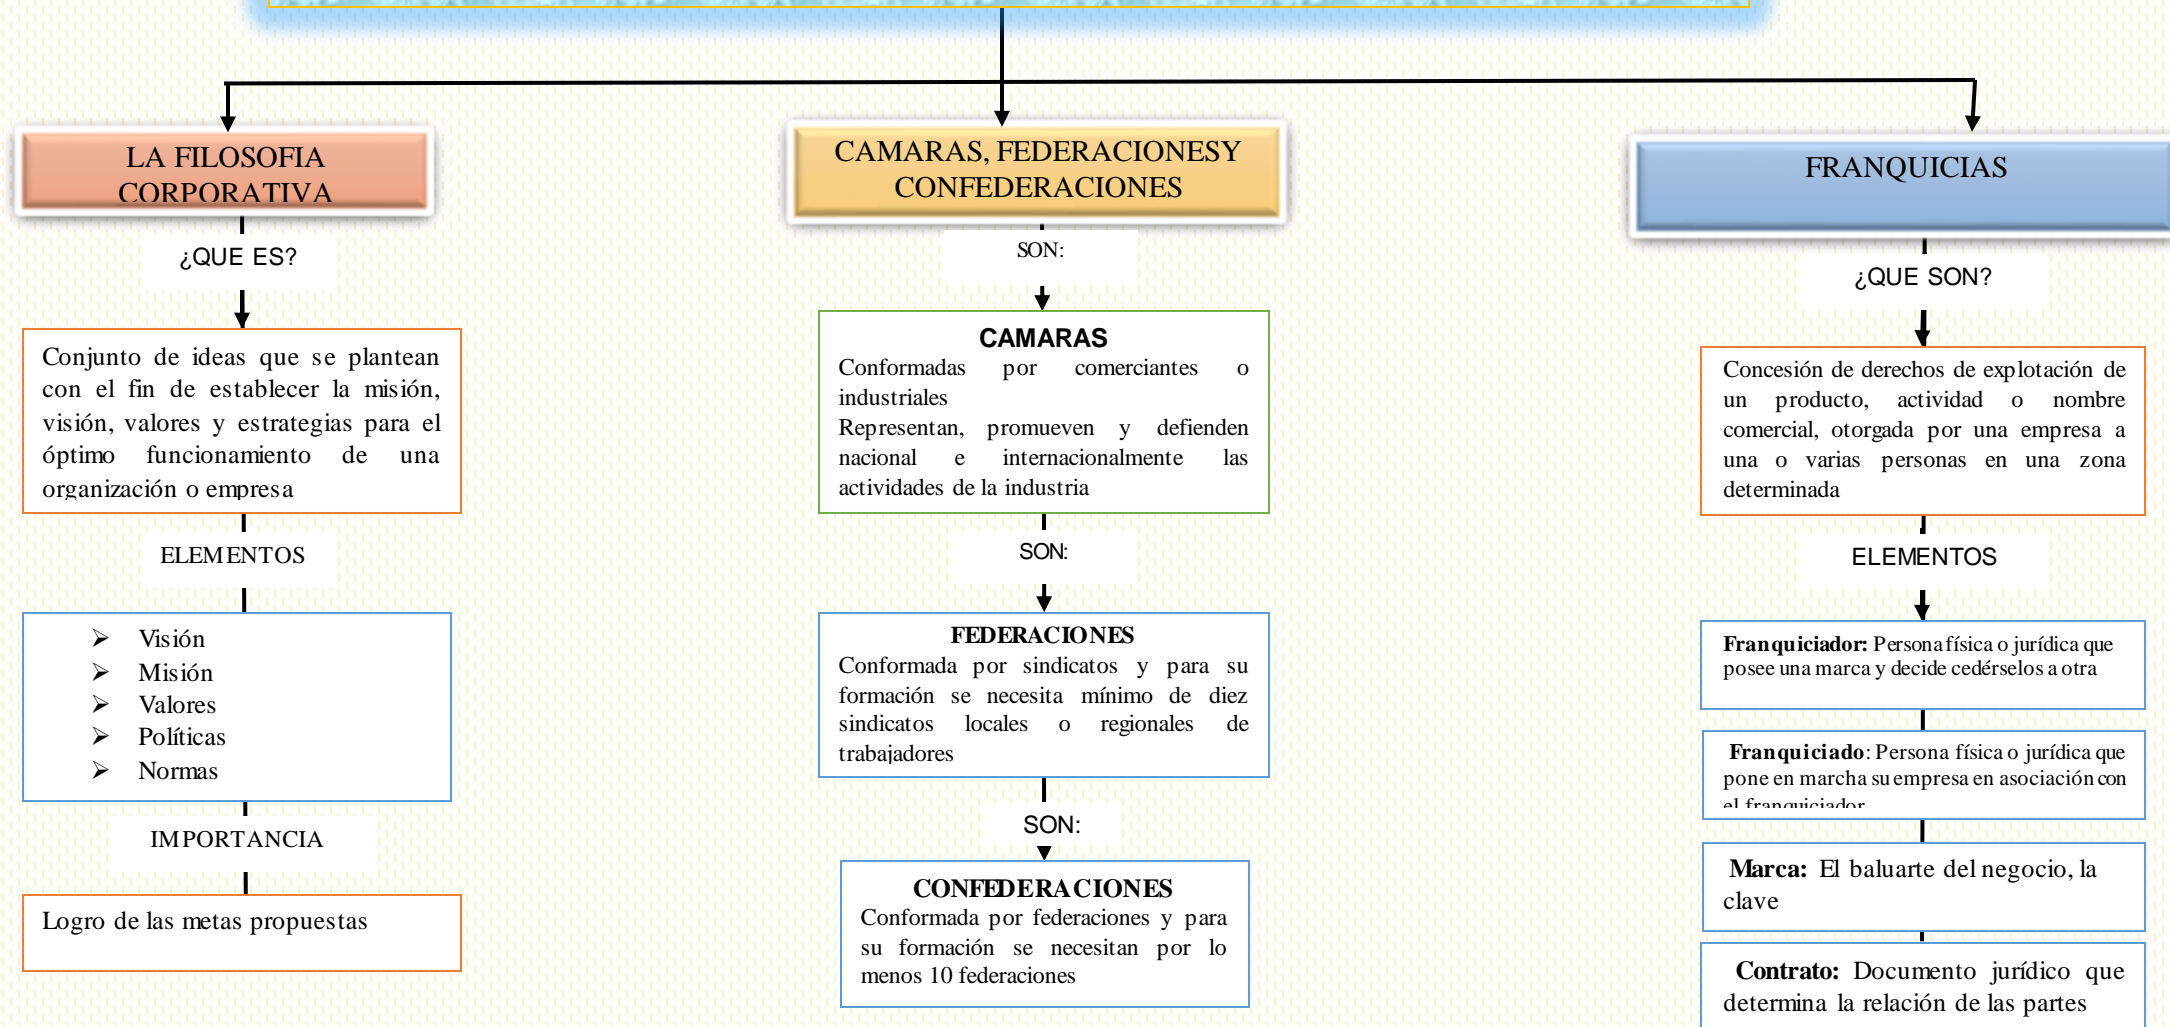 LA FILOSOFIA
CORPORATIVA
¿QUE ES?
Conjunto de ideas que se plantean
con el fin de establecer la misión,
visión, valores y estrategias para el
óptimo funcionamiento de una
organización o empresa
ELEMENTOS
Visión
Misión
Valores
Políticas
Normas
IMPORTANCIA
Logro de las metas propuestas
CAMARAS, FEDERACIONESY
CONFEDERACIONES
SON:
CAMARAS
Conformadas por comerciantes o
industriales
Representan, promueven y defienden
nacional e internacionalmente las
actividades de la industria
SON:
FEDERACIONES
Conformada por sindicatos y para su
formación se necesita mínimo de diez
sindicatos locales o regionales de
trabajadores
SON:
CONFEDERACIONES
Conformada por federaciones y para
su formación se necesitan por lo
menos 10 federaciones
FRANQUICIAS
¿QUE SON?
Concesión de derechos de explotación de
un producto, actividad o nombre
comercial, otorgada por una empresa a
una o varias personas en una zona
determinada
ELEMENTOS
Franquiciador: Persona física o jurídica que
posee una marca y decide cedérselos a otra
Franquiciado: Persona física o jurídica que
pone en marcha su empresa en asociación con
el franquiciador
Marca: El baluarte del negocio, la
clave
Contrato: Documento jurídico que
determina la relación de las partes